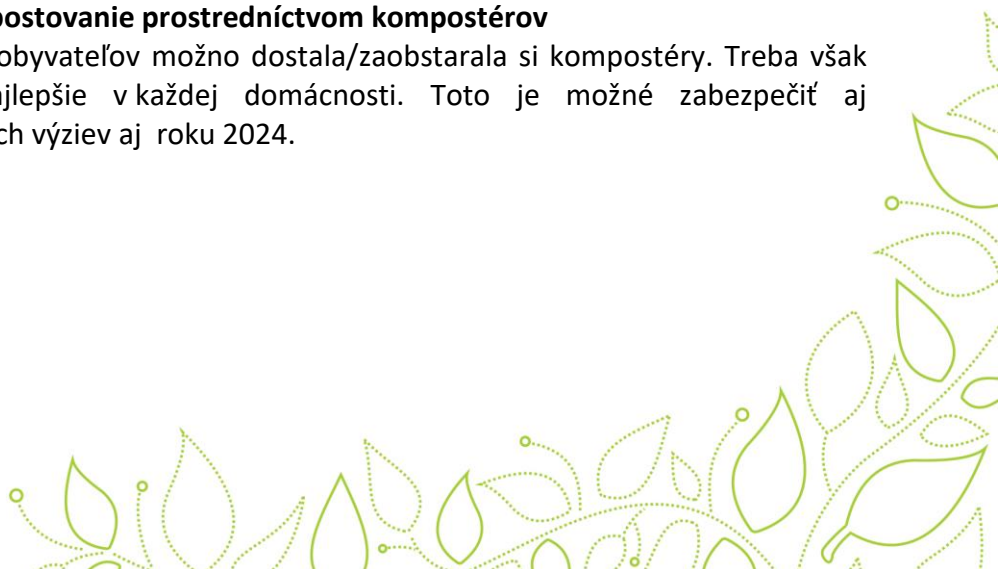 postovanie prostredníctvom kompostérov
obyvateľov možno dostala/zaobstarala si kompostéry. Treba však
ajlepšie v každej domácnosti. Toto je možné zabezpečiť aj
ch výziev aj roku 2024.